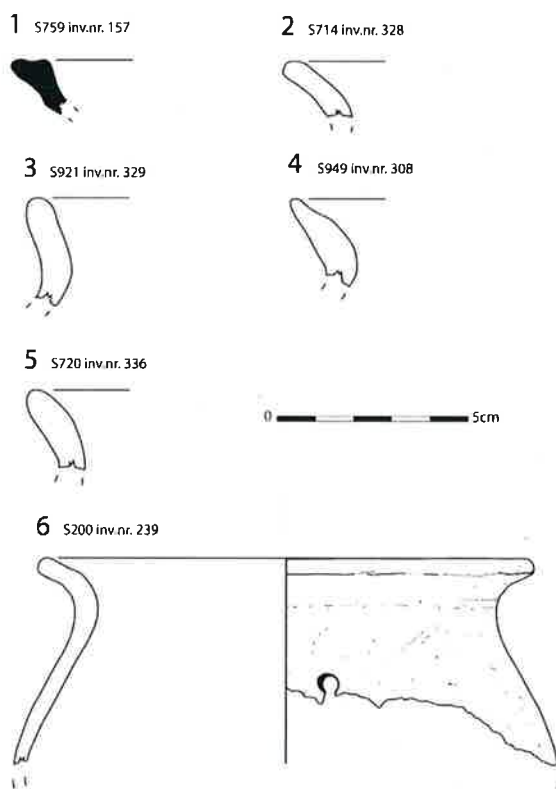 1 S759 inv.nr. 157
2 S714 inv.nr. 328
3 S921 inv.nr. 329
4 S949 inv.nr. 308
5 S720 inv.nr. 336
0 5cm
6 S200 inv.nr. 239